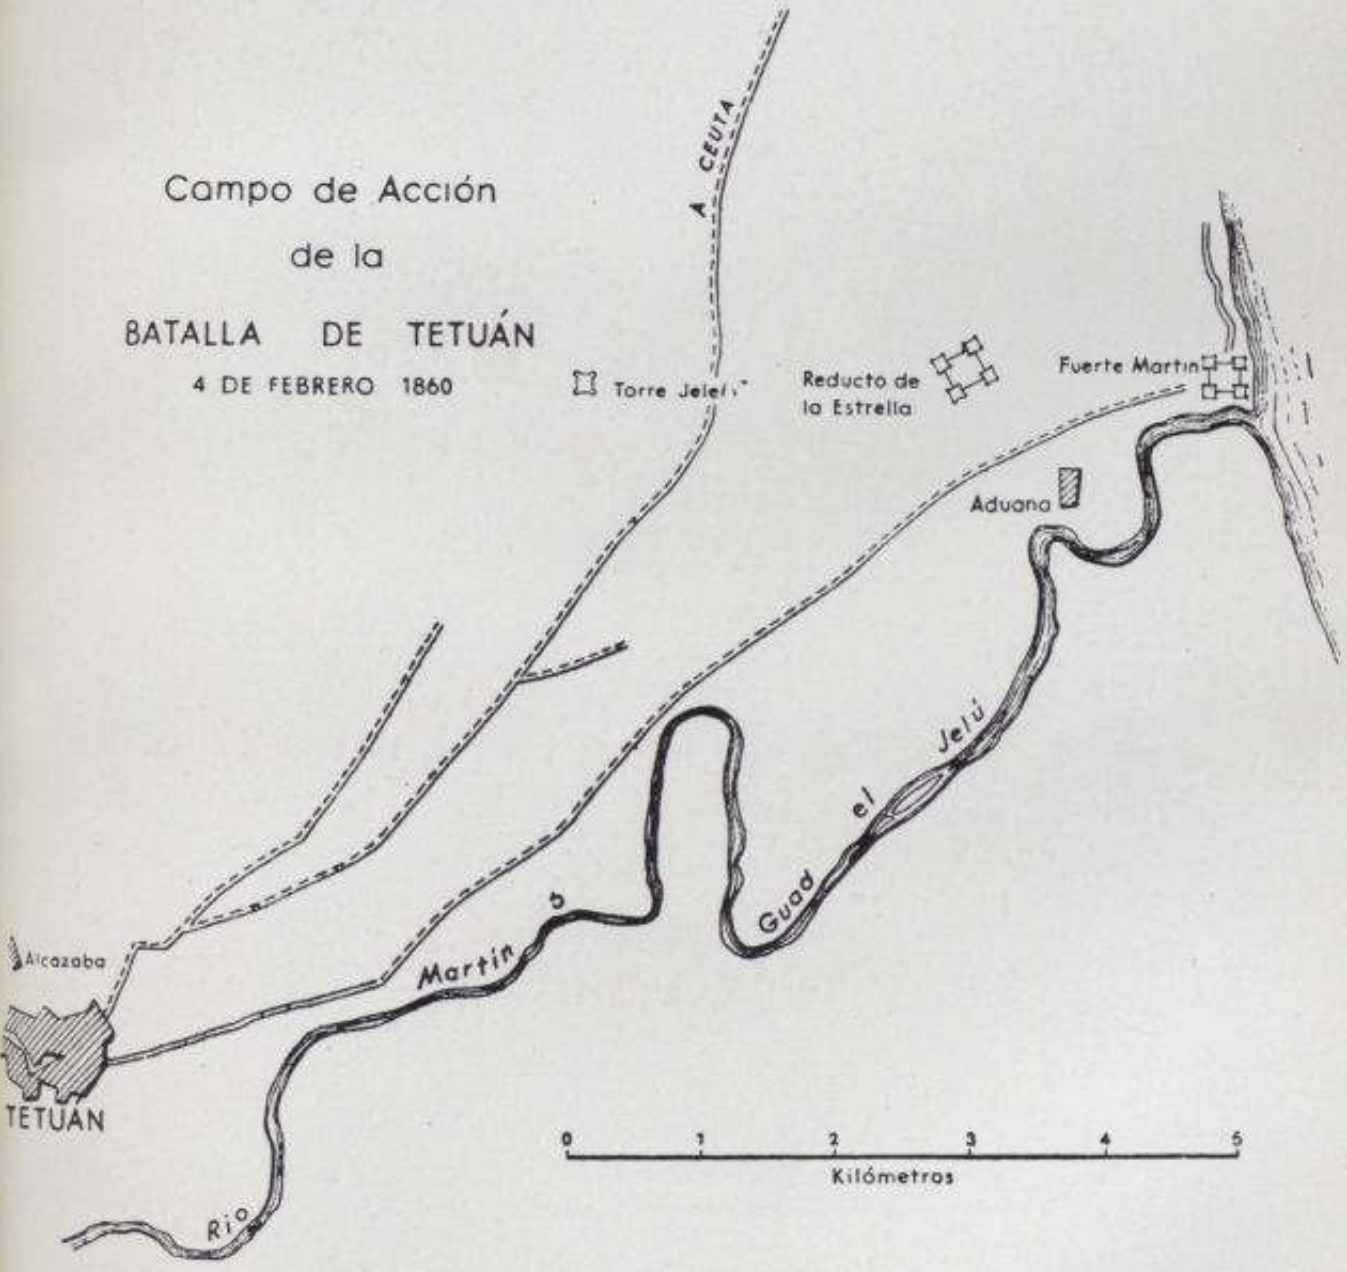 Campo de Acción
de la
BATALLA DE TETUÁN
4 DE FEBRERO 1860
A CEUTA
Torre
Reducto de
la Estrella
Fuerte Martin
Aduana
Jelú
el
Guad
ó
Martin
Rio
Alcazaba
TETUAN
0 1 2 3 4 5
Kilómetros